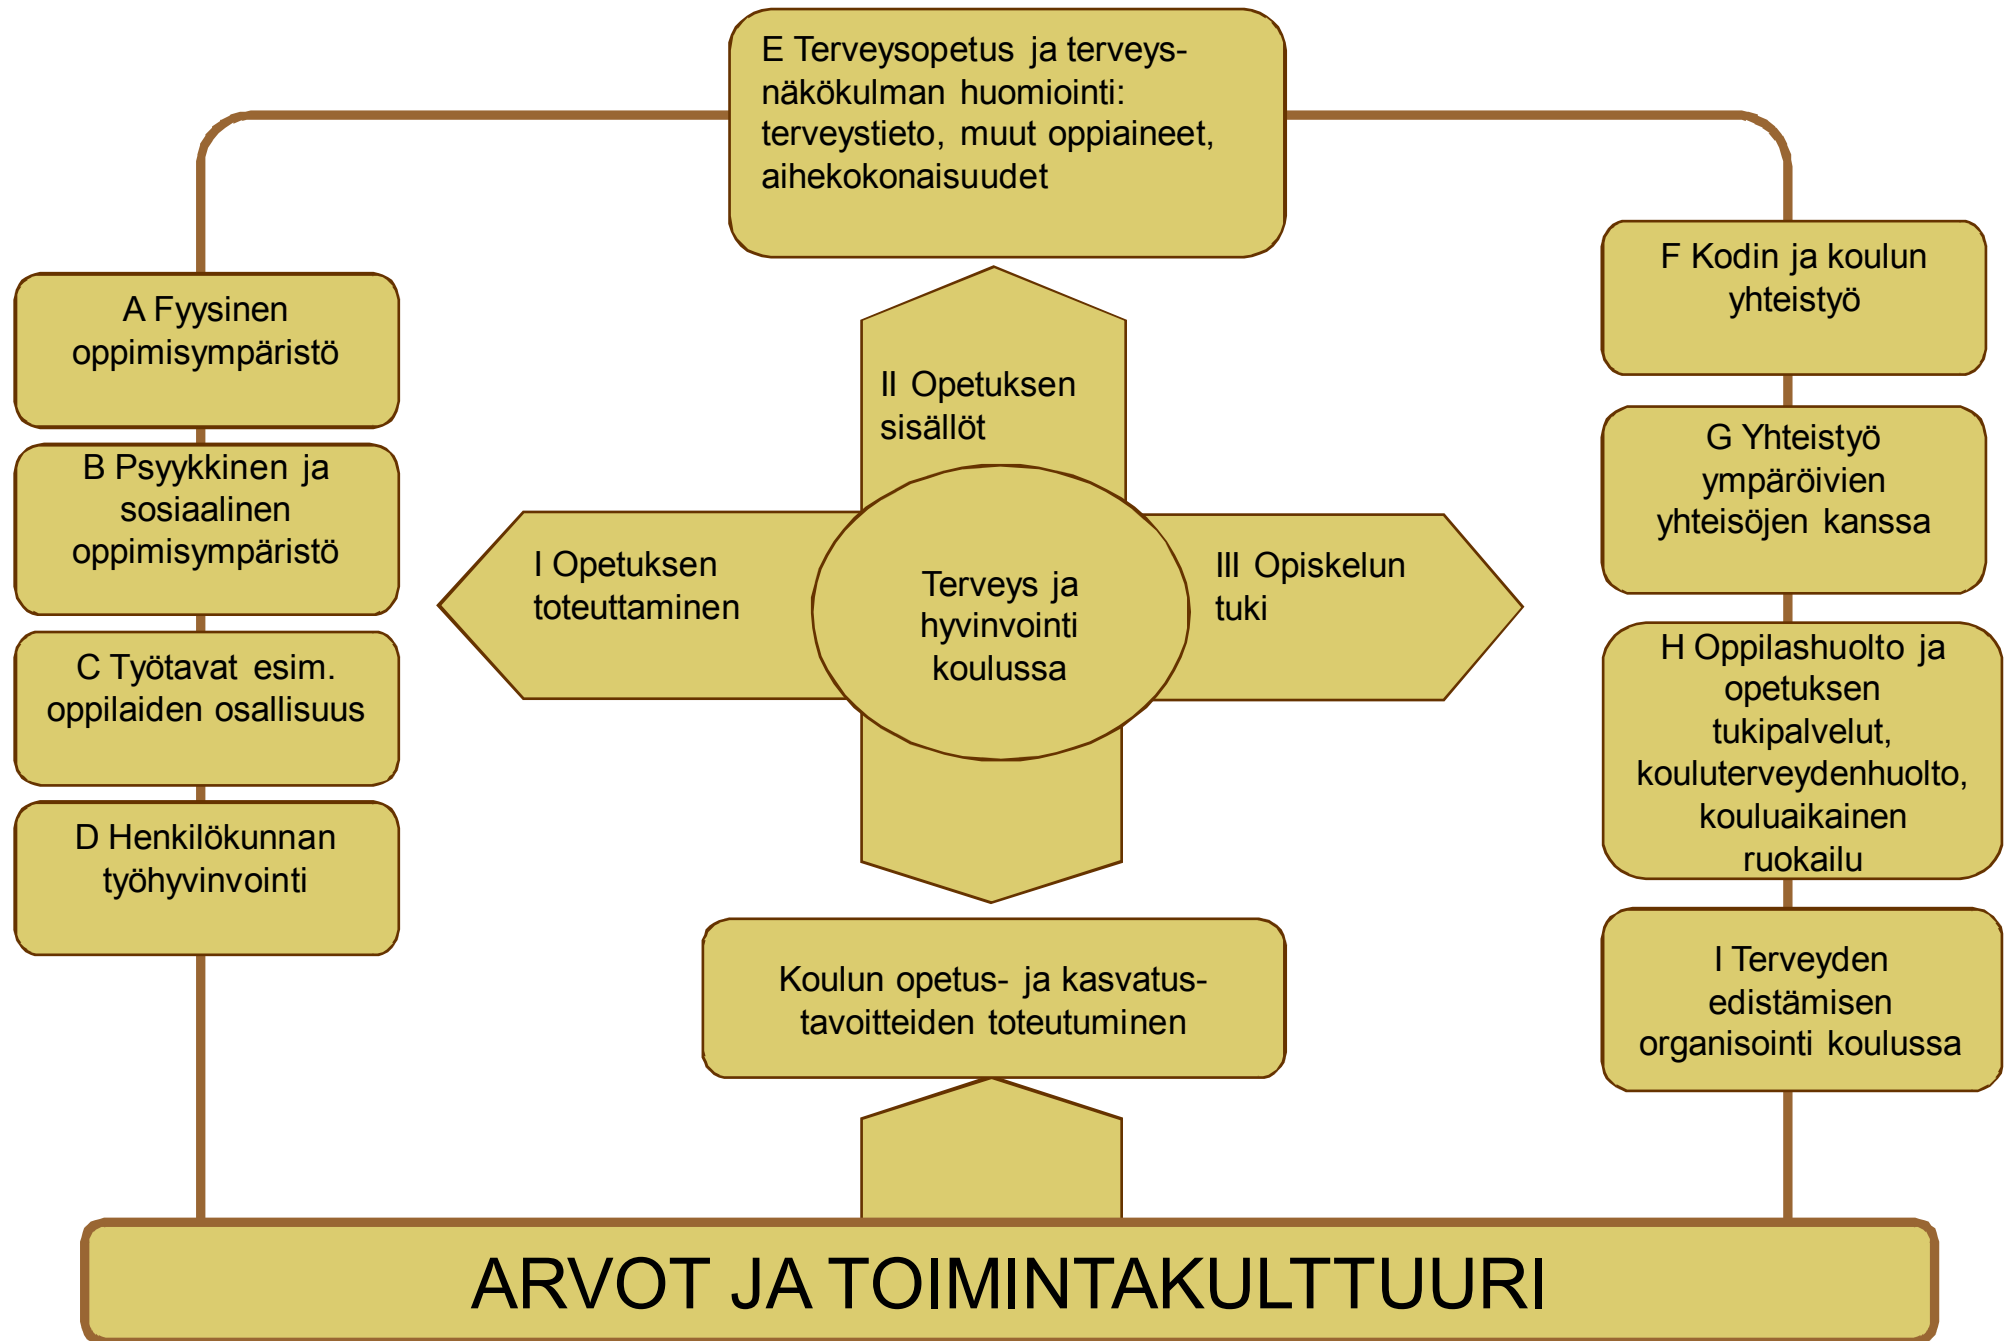 E Terveysopetus ja terveys-
näkökulman huomiointi:
terveystieto, muut oppiaineet,
aihekokonaisuudet
A Fyysinen
oppimisympäristö
B Psyykkinen ja
sosiaalinen
oppimisympäristö
C Työtavat esim.
oppilaiden osallisuus
D Henkilökunnan
työhyvinvointi
II Opetuksen
sisällöt
I Opetuksen
toteuttaminen
Terveys ja
hyvinvointi
koulussa
III Opiskelun
tuki
Koulun opetus- ja kasvatus-
tavoitteiden toteutuminen
F Kodin ja koulun
yhteistyö
G Yhteistyö
ympäröivien
yhteisöjen kanssa
H Oppilashuolto ja
opetuksen
tukipalvelut,
kouluterveydenhuolto,
kouluaikainen
ruokailu
I Terveyden
edistämisen
organisointi koulussa
ARVOT JA TOIMINTAKULTTUURI